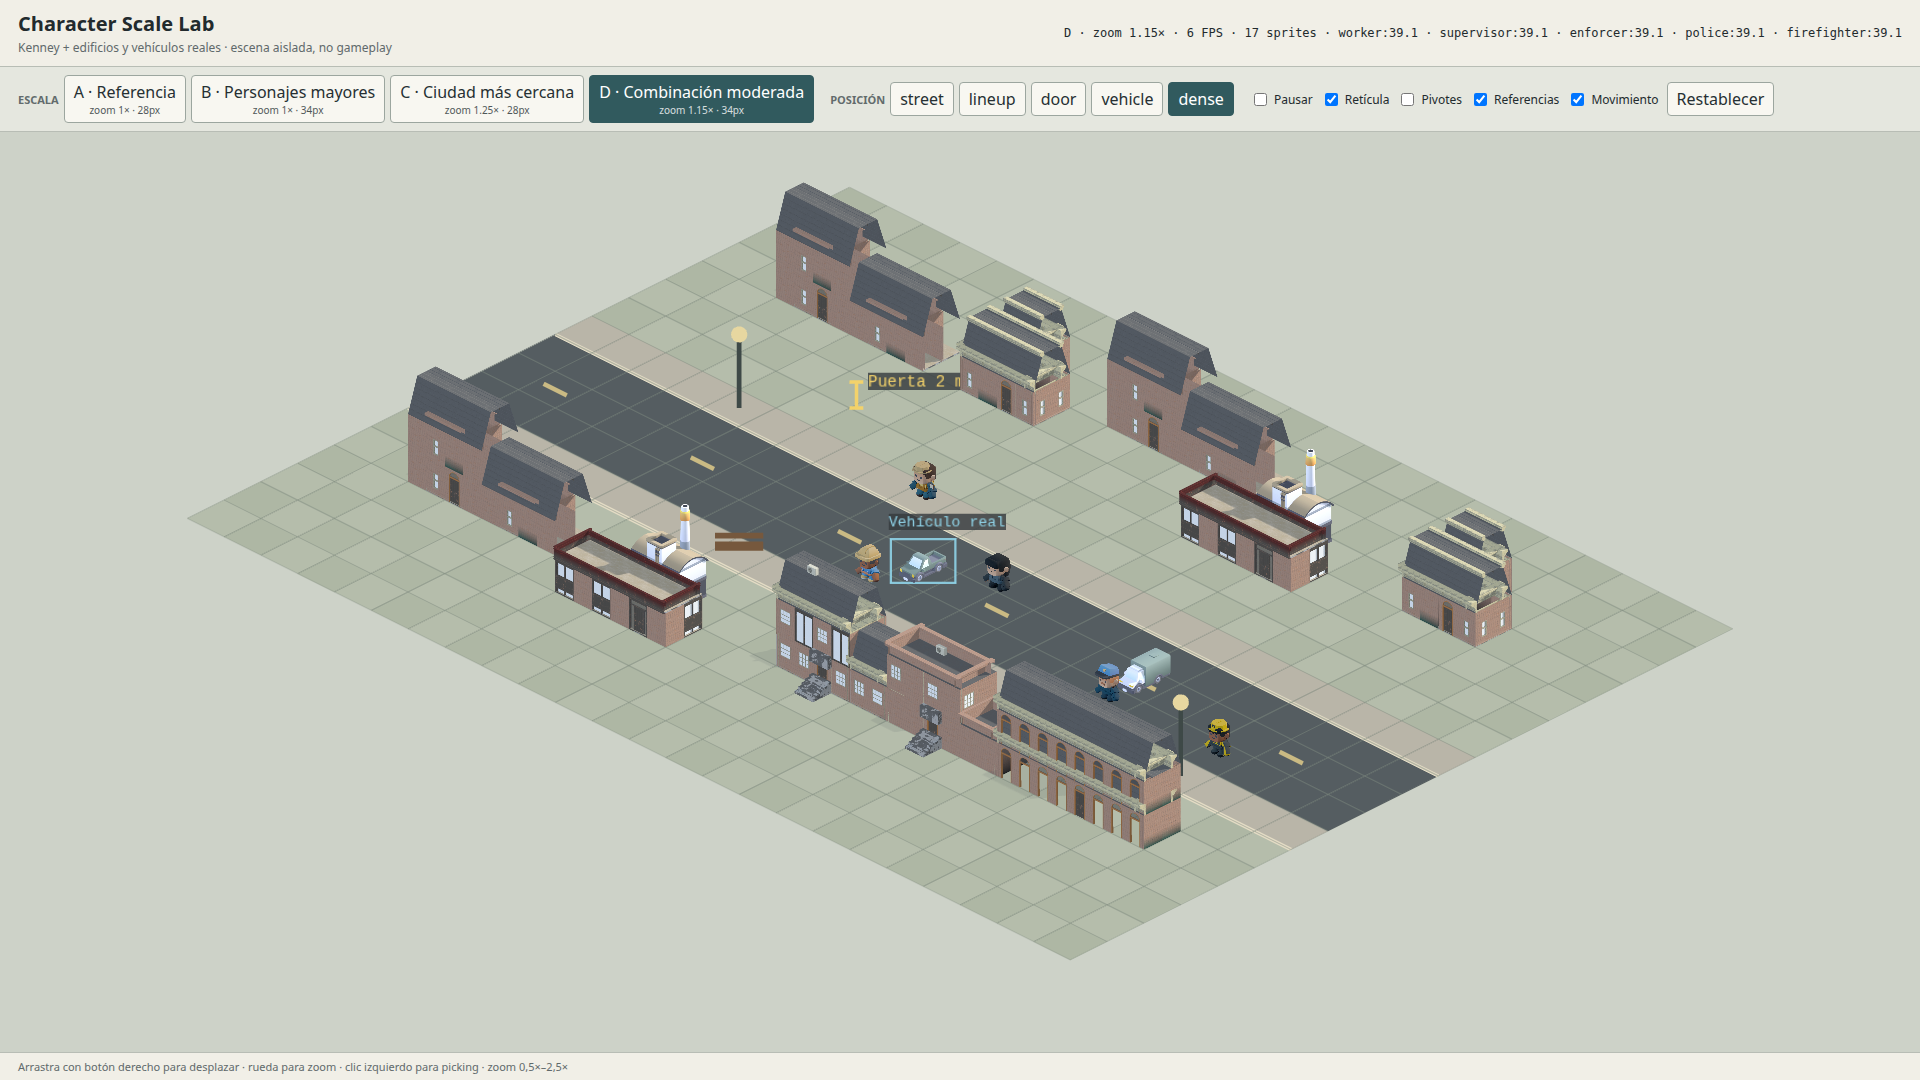 Character Scale Lab
Kenney + edificios y vehículos reales · escena aislada, no gameplay
D · zoom 1.15× · 6 FPS · 17 sprites · worker:39.1 · supervisor:39.1 · enforcer:39.1 · police:39.1 · firefighter:39.1
ESCALA
A · Referencia
zoom 1× · 28px
B · Personajes mayores
zoom 1× · 34px
C · Ciudad más cercana
zoom 1.25× · 28px
D · Combinación moderada
zoom 1.15× · 34px
POSICIÓN
street
lineup
door
vehicle
dense
Pausar
Retícula
Pivotes
Referencias
Movimiento
Restablecer
Puerta 2 m
Vehículo real
Arrastra con botón derecho para desplazar · rueda para zoom · clic izquierdo para picking · zoom 0,5×–2,5×